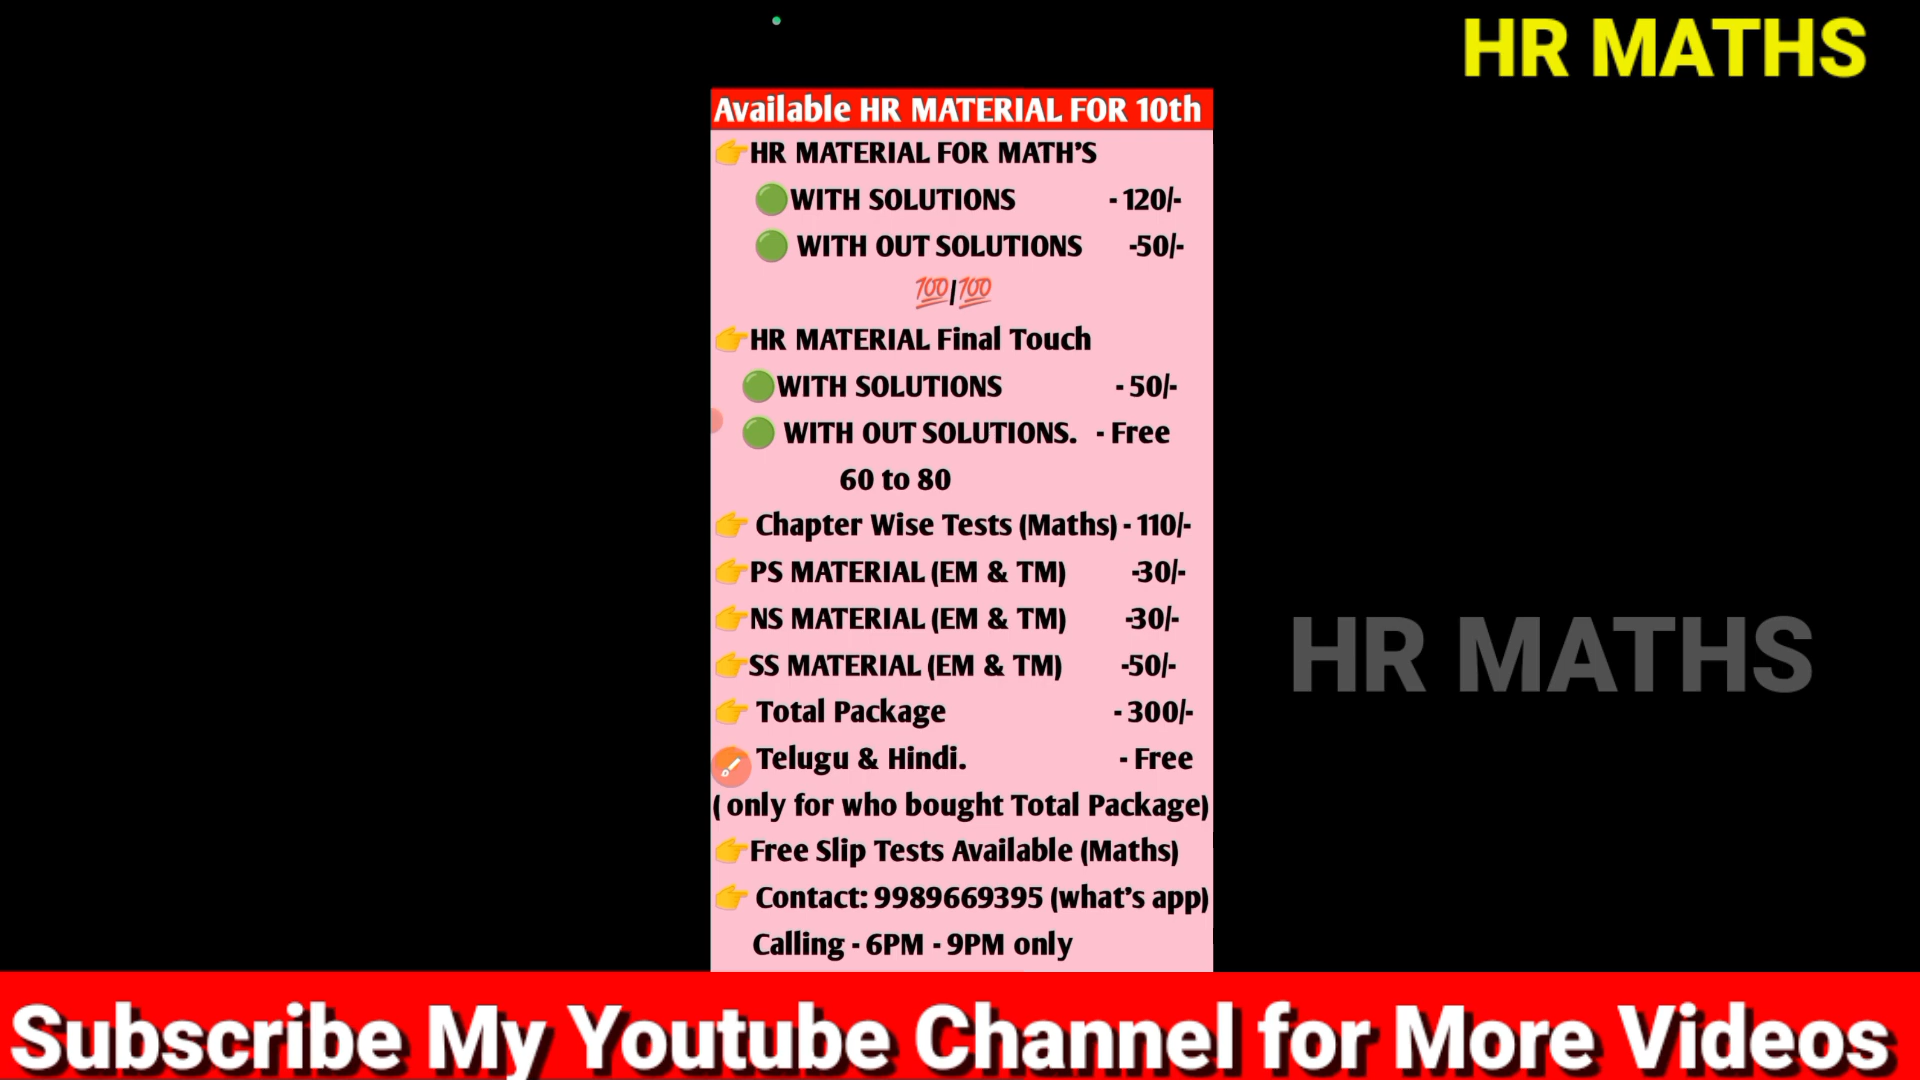 HR MATHS
Available HR MATERIAL FOR 10th
👉HR MATERIAL FOR MATH'S
🟢WITH SOLUTIONS - 120/-
🟢 WITH OUT SOLUTIONS -50/-
💯/💯
👉HR MATERIAL Final Touch
🟢WITH SOLUTIONS - 50/-
🟢 WITH OUT SOLUTIONS. - Free
60 to 80
👉 Chapter Wise Tests (Maths) - 110/-
👉PS MATERIAL (EM & TM) -30/-
👉NS MATERIAL (EM & TM) -30/-
👉SS MATERIAL (EM & TM) -50/-
👉 Total Package - 300/-
Telugu & Hindi. - Free
( only for who bought Total Package)
👉Free Slip Tests Available (Maths)
👉 Contact: 9989669395 (what's app)
Calling - 6PM - 9PM only
HR MATHS
Subscribe My Youtube Channel for More Videos